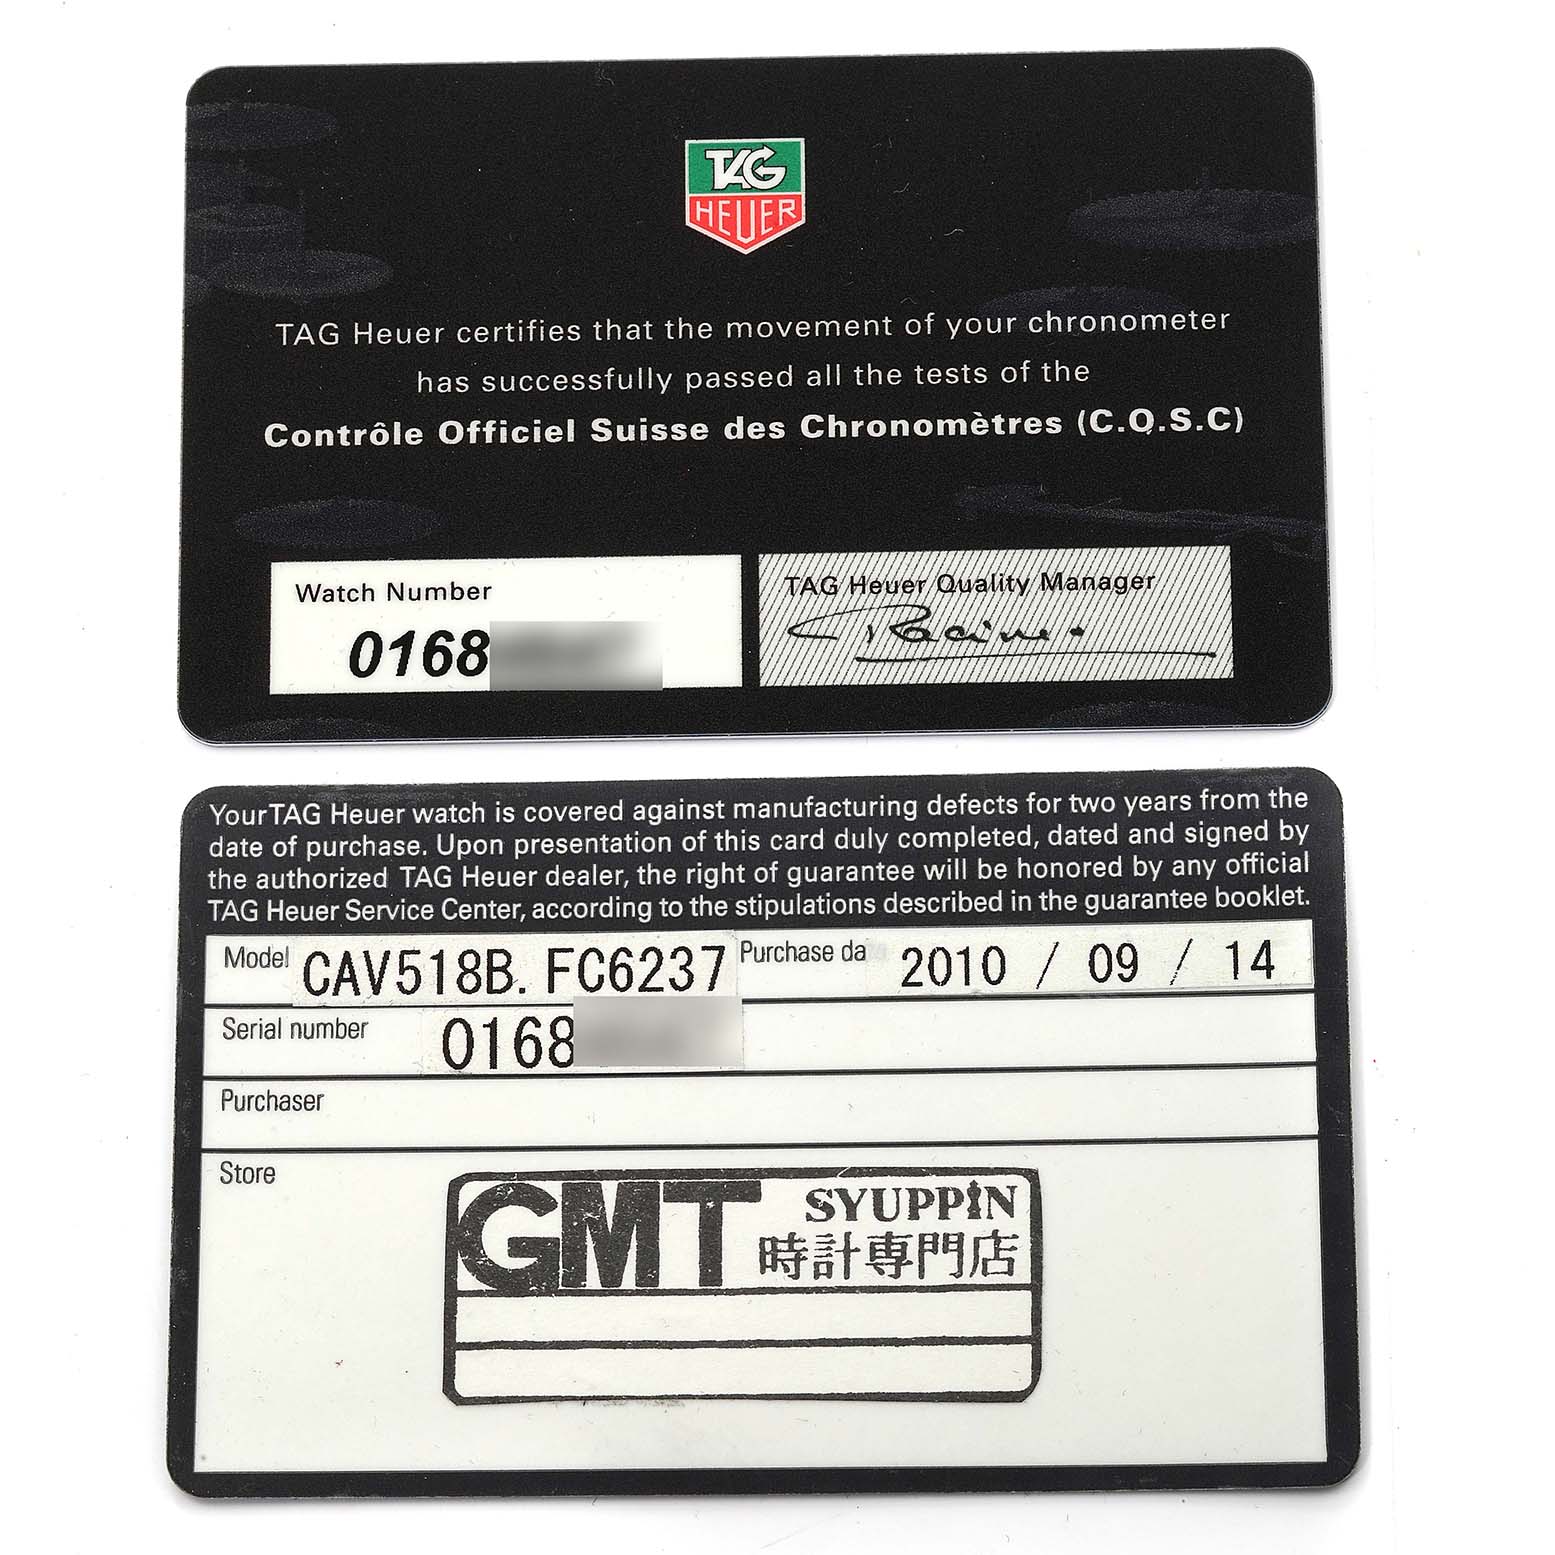 TAG
HEUER
TAG Heuer certifies that the movement of your chronometer
has successfully passed all the tests of the
Contrôle Officiel Suisse des Chronomètres (C.O.S.C)
Watch Number
0168
TAG Heuer Quality Manager
Your TAG Heuer watch is covered against manufacturing defects for two years from the
date of purchase. Upon presentation of this card duly completed, dated and signed by
the authorized TAG Heuer dealer, the right of guarantee will be honored by any official
TAG Heuer Service Center, according to the stipulations described in the guarantee booklet.
Model CAV518B. FC6237 Purchase da 2010 / 09 / 14
Serial number 0168
Purchaser
Store
GMT SYUPPIN
時計専門店